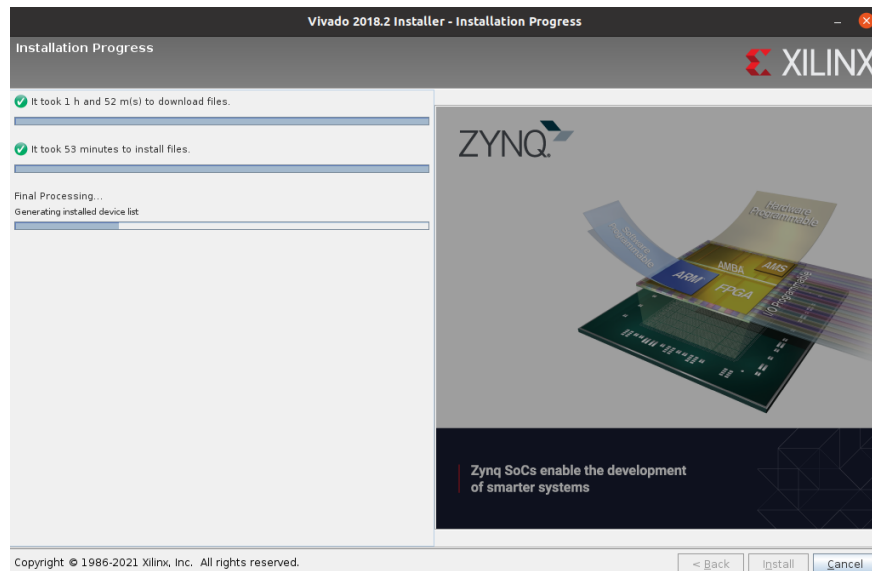 Vivado 2018.2 Installer - Installation Progress
Installation Progress
XILINX
It took 1 h and 52 m(s) to download files.
It took 53 minutes to install files.
Final Processing...
Generating installed device list
ZYNQ
Hardware
Programmable
Software
Programmable
AMBA
AMS
ARM
FPGA
I/O Programmable
Zynq SoCs enable the development
of smarter systems
Copyright © 1986-2021 Xilinx, Inc. All rights reserved.
< Back
Install
Cancel